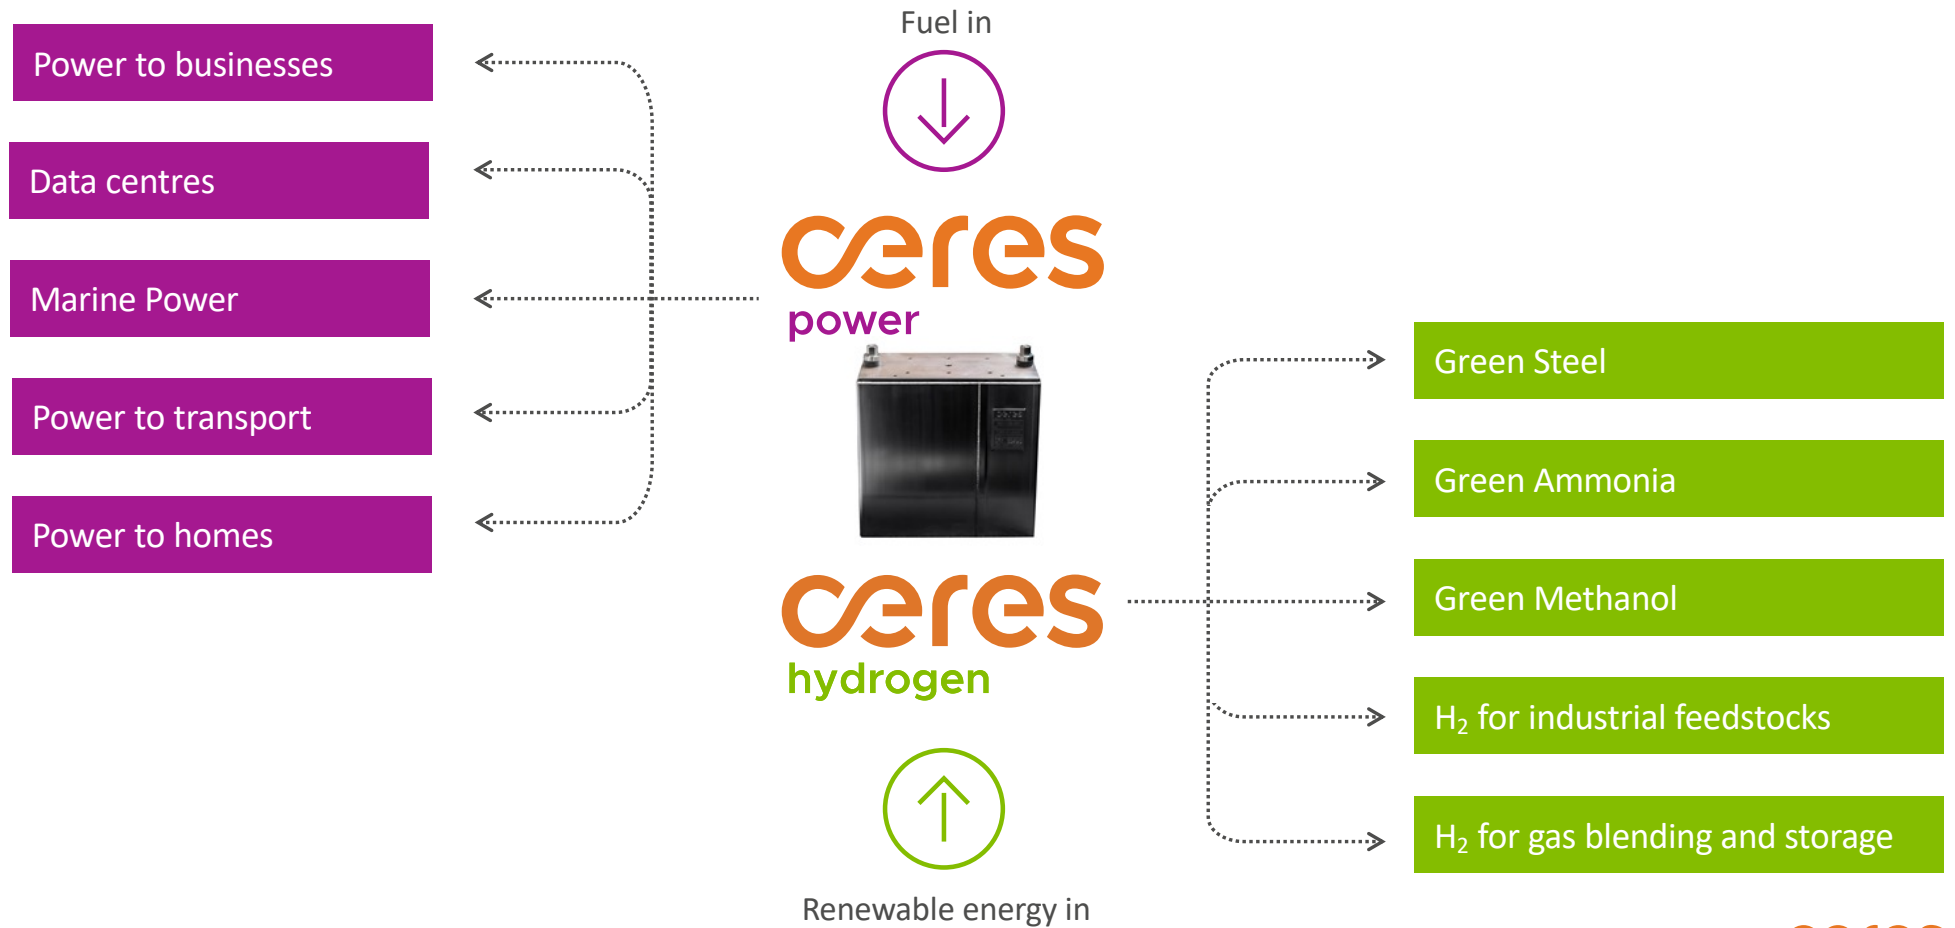 Fuel in
Power to businesses
Data centres
Marine Power
Power to transport
Power to homes
ceres
power
ceres
hydrogen
Green Steel
Green Ammonia
Green Methanol
H₂ for industrial feedstocks
H₂ for gas blending and storage
Renewable energy in